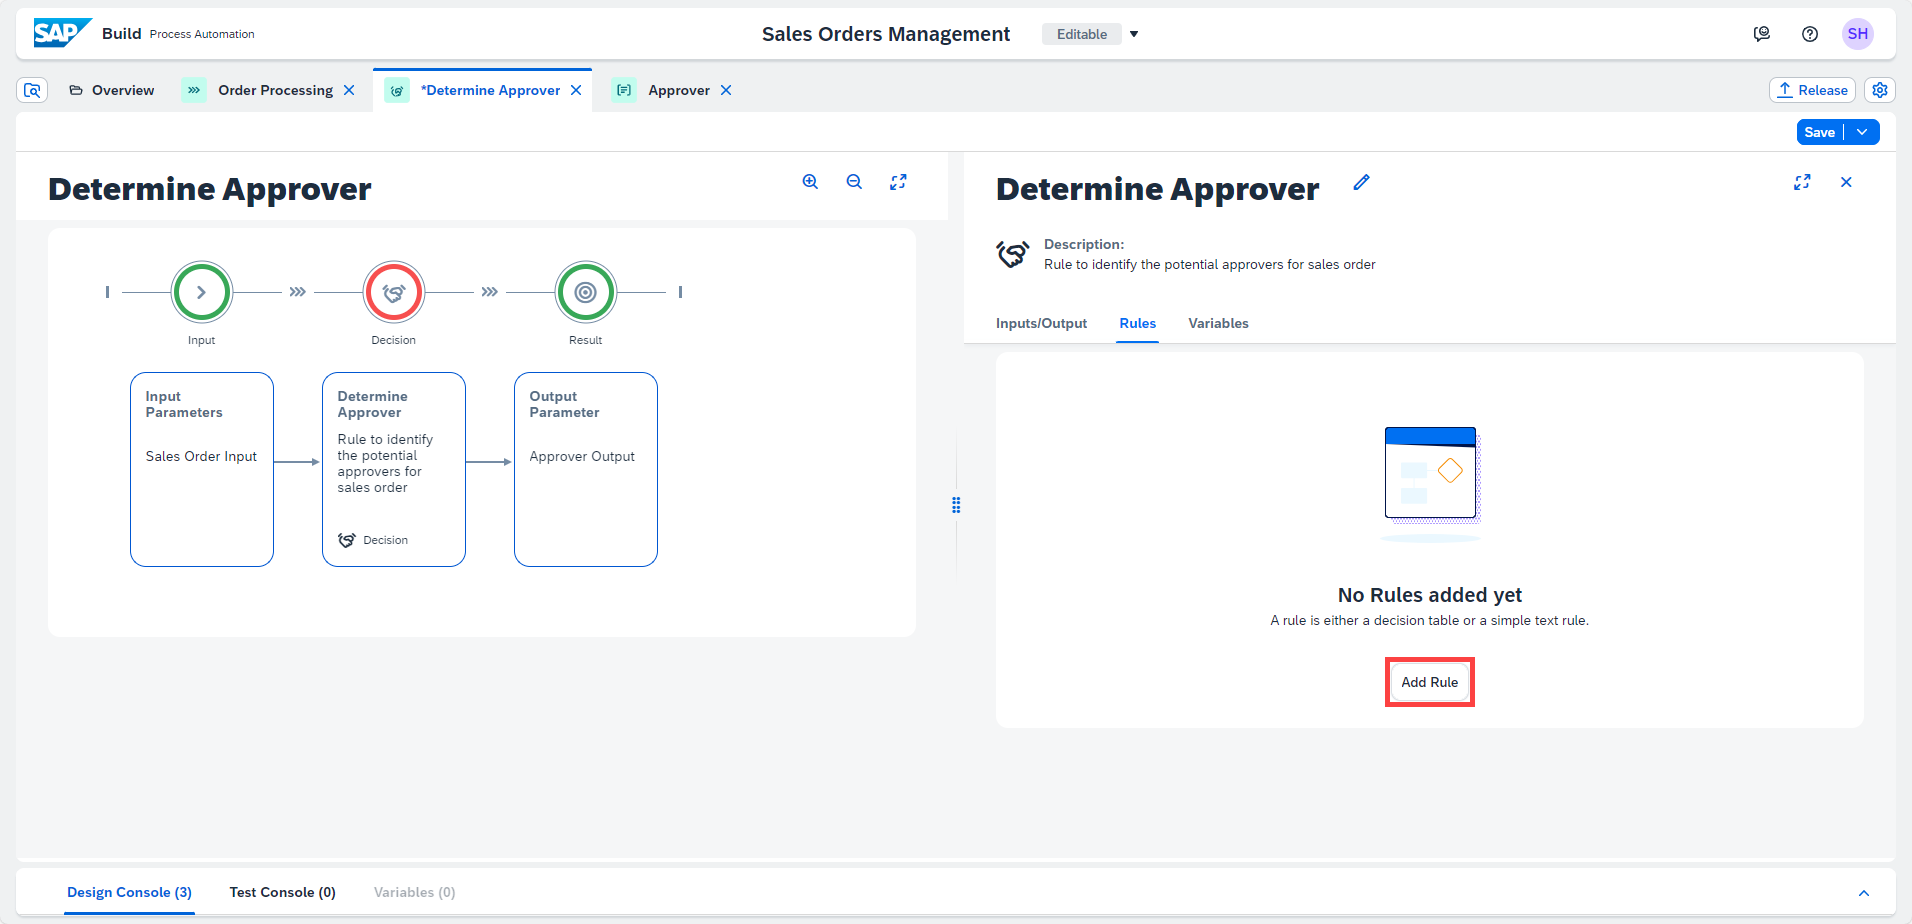 SAP Build Process Automation
Sales Orders Management
Editable
SH
Overview
Order Processing
*Determine Approver
Approver
Release
Save
Determine Approver
Input
Decision
Result
Input
Parameters
Sales Order Input
Determine
Approver
Rule to identify
the potential
approvers for
sales order
Decision
Output
Parameter
Approver Output
Determine Approver
Description:
Rule to identify the potential approvers for sales order
Inputs/Output
Rules
Variables
No Rules added yet
A rule is either a decision table or a simple text rule.
Add Rule
Design Console (3)
Test Console (0)
Variables (0)